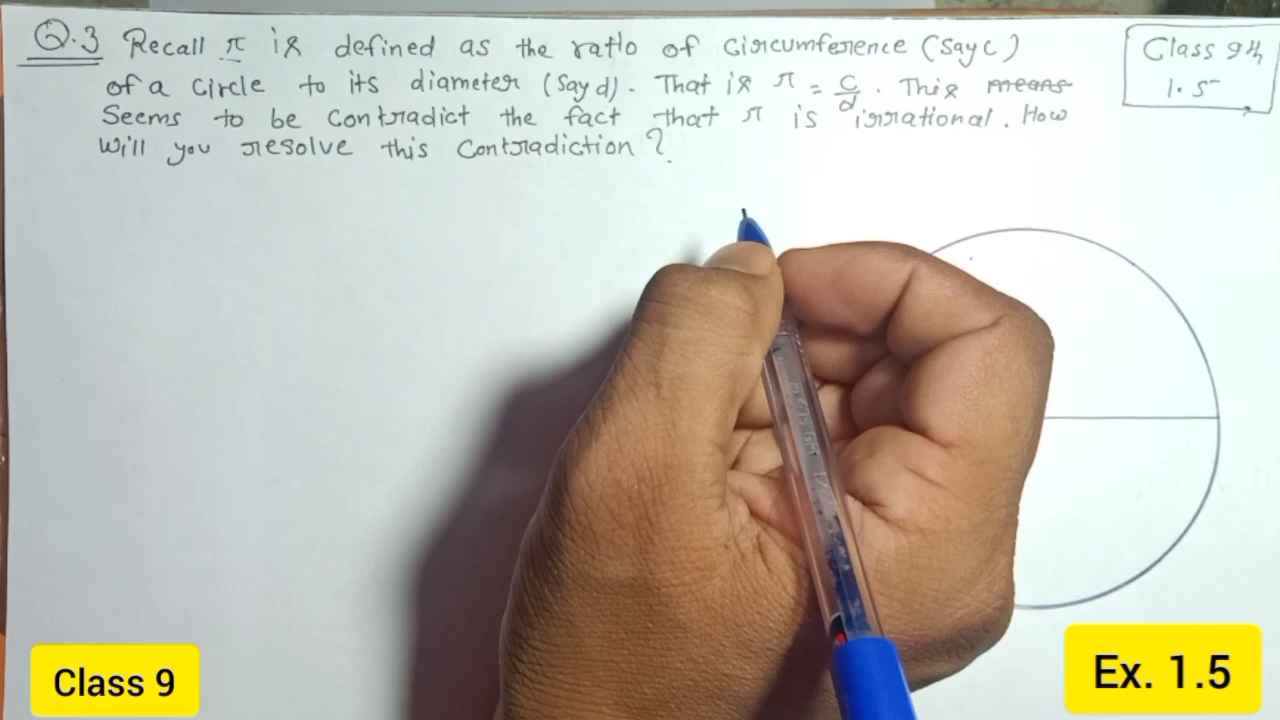 Q.3 Recall π is defined as the ratio of circumference (say c)
of a circle to its diameter (say d). That is π = c/d. This means
Seems to be contradict the fact that π is irrational. How
will you resolve this contradiction?
Class 9th
1.5
Class 9
Ex. 1.5